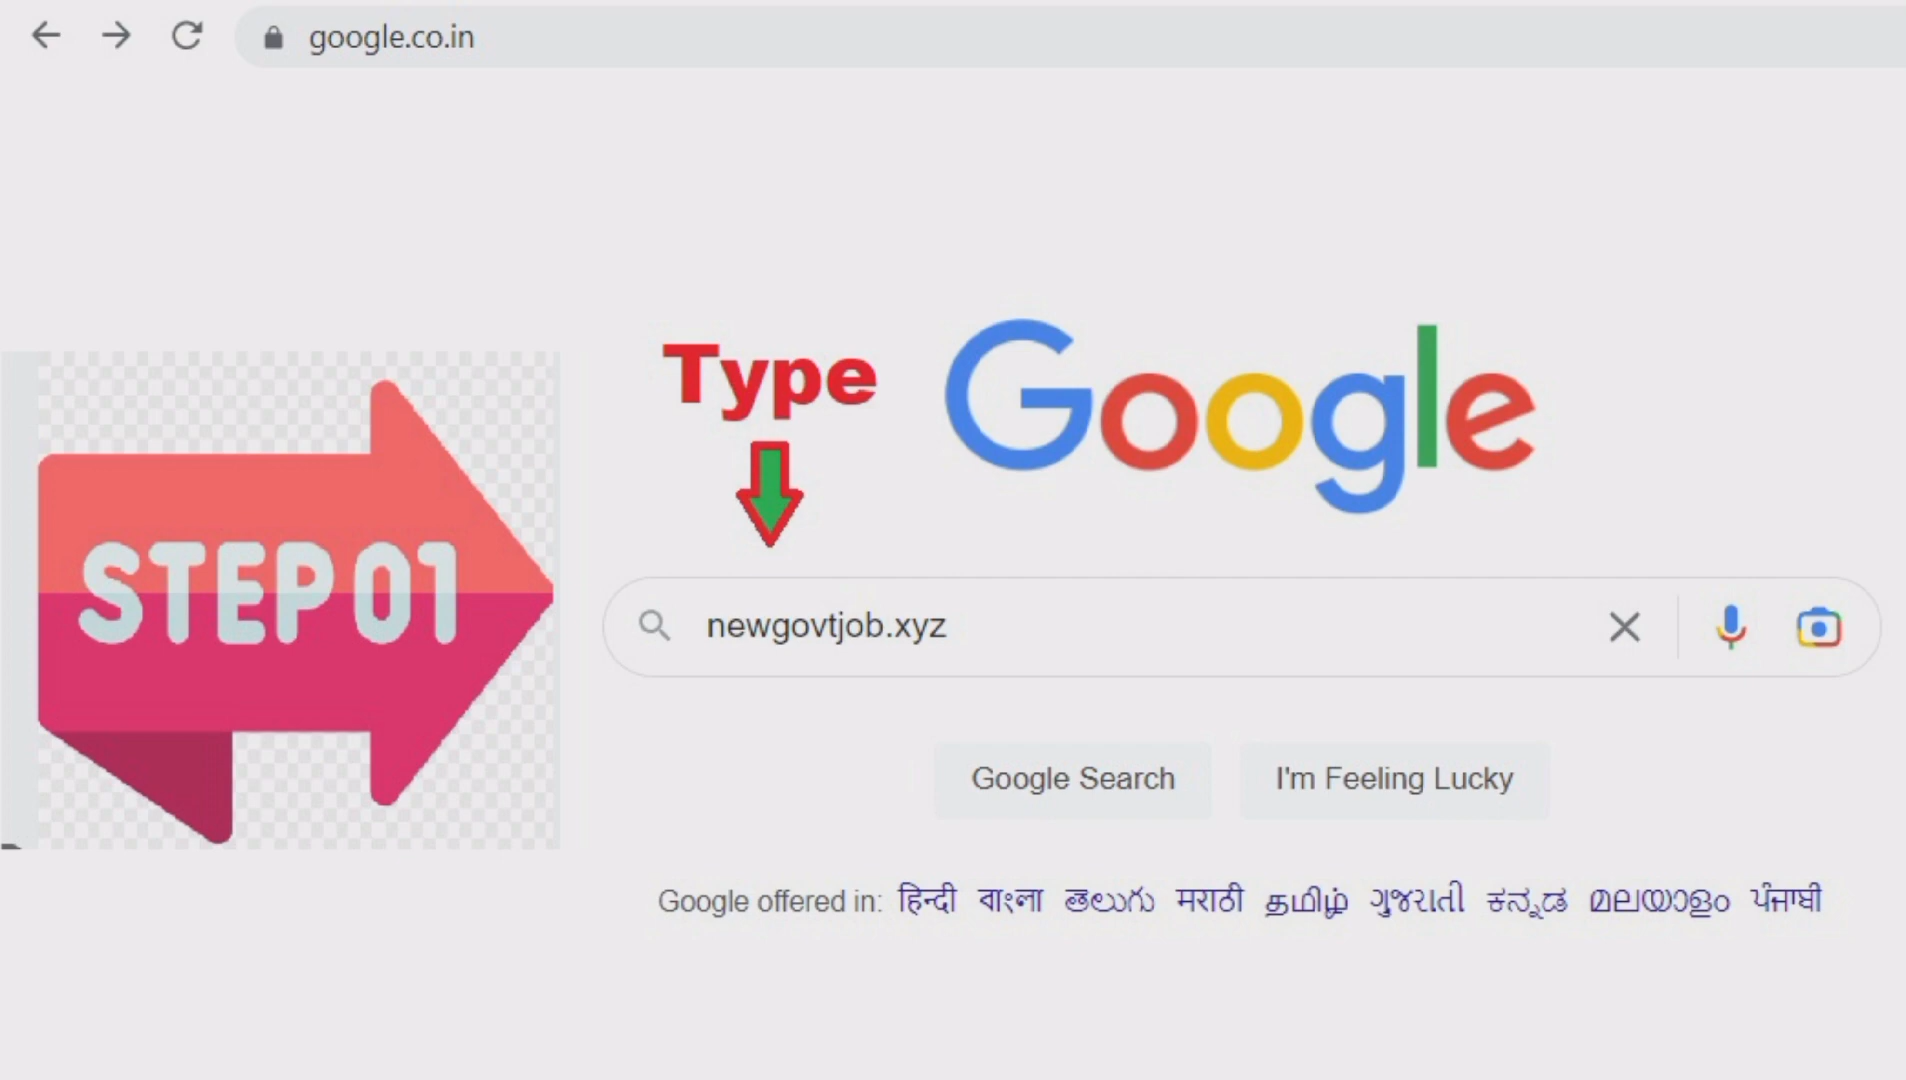 google.co.in
Type
Google
STEP 01
newgovtjob.xyz
Google Search
I'm Feeling Lucky
Google offered in: हिन्दी বাংলা తెలుగు मराठी தமிழ் ગુજરાતી ಕನ್ನಡ മലയാളം ਪੰਜਾਬੀ